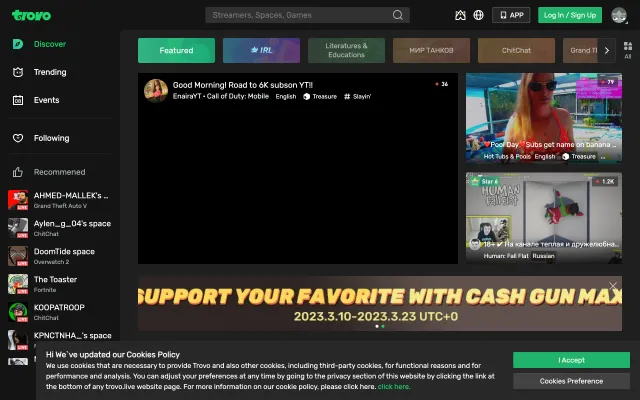 trovo
Streamers, Spaces, Games
APP
Log In / Sign Up
Discover
Trending
Events
Following
Recommened
AHMED-MALLEK's ...
Grand Theft Auto V
LIVE
Aylen_g_04's space
ChitChat
LIVE
DoomTide space
Overwatch 2
LIVE
The Toaster
Fortnite
LIVE
KOOPATROOP
ChitChat
LIVE
KPNCTNHA_'s space
LIVE
Featured
IRL
Literatures &
Educations
МИР ТАНКОВ
ChitChat
Grand
All
Good Morning! Road to 6K subson YT!!
EnairaYT • Call of Duty: Mobile English Treasure # Slayin'
36
79
Pool Day Subs get name on banana ...
Hot Tubs & Pools English Treasure ...
Star 6
1.2K
HUMAN
18+ ✔ На канале теплая и дружелюбна...
Human: Fall Flat Russian
SUPPORT YOUR FAVORITE WITH CASH GUN MAX
2023.3.10-2023.3.23 UTC+0
Hi We`ve updated our Cookies Policy
We use cookies that are necessary to provide Trovo and also other cookies, including third-party cookies, for functional reasons and for
performance and analysis. You can adjust your preferences at any time by going to the privacy section of this website by clicking the link at
the bottom of any trovo.live website page. For more information on our cookie policy, please click here. click here.
I Accept
Cookies Preference